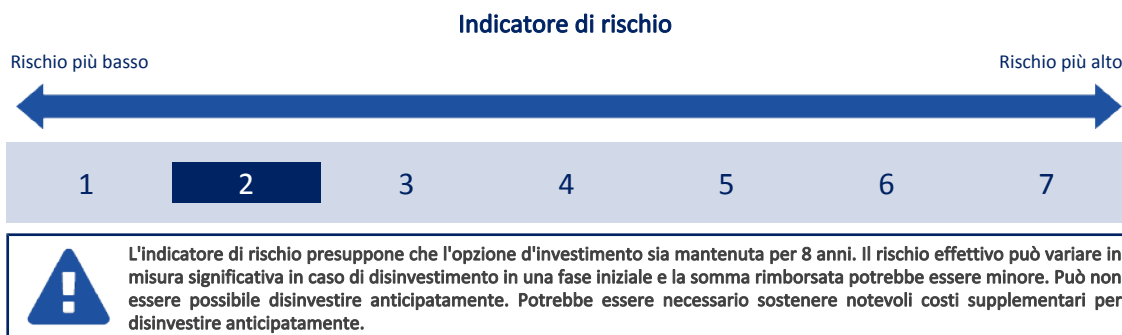 Indicatore di rischio
Rischio più basso
Rischio più alto
1 2 3 4 5 6 7
L'indicatore di rischio presuppone che l'opzione d'investimento sia mantenuta per 8 anni. Il rischio effettivo può variare in
misura significativa in caso di disinvestimento in una fase iniziale e la somma rimborsata potrebbe essere minore. Può non
essere possibile disinvestire anticipatamente. Potrebbe essere necessario sostenere notevoli costi supplementari per
disinvestire anticipatamente.